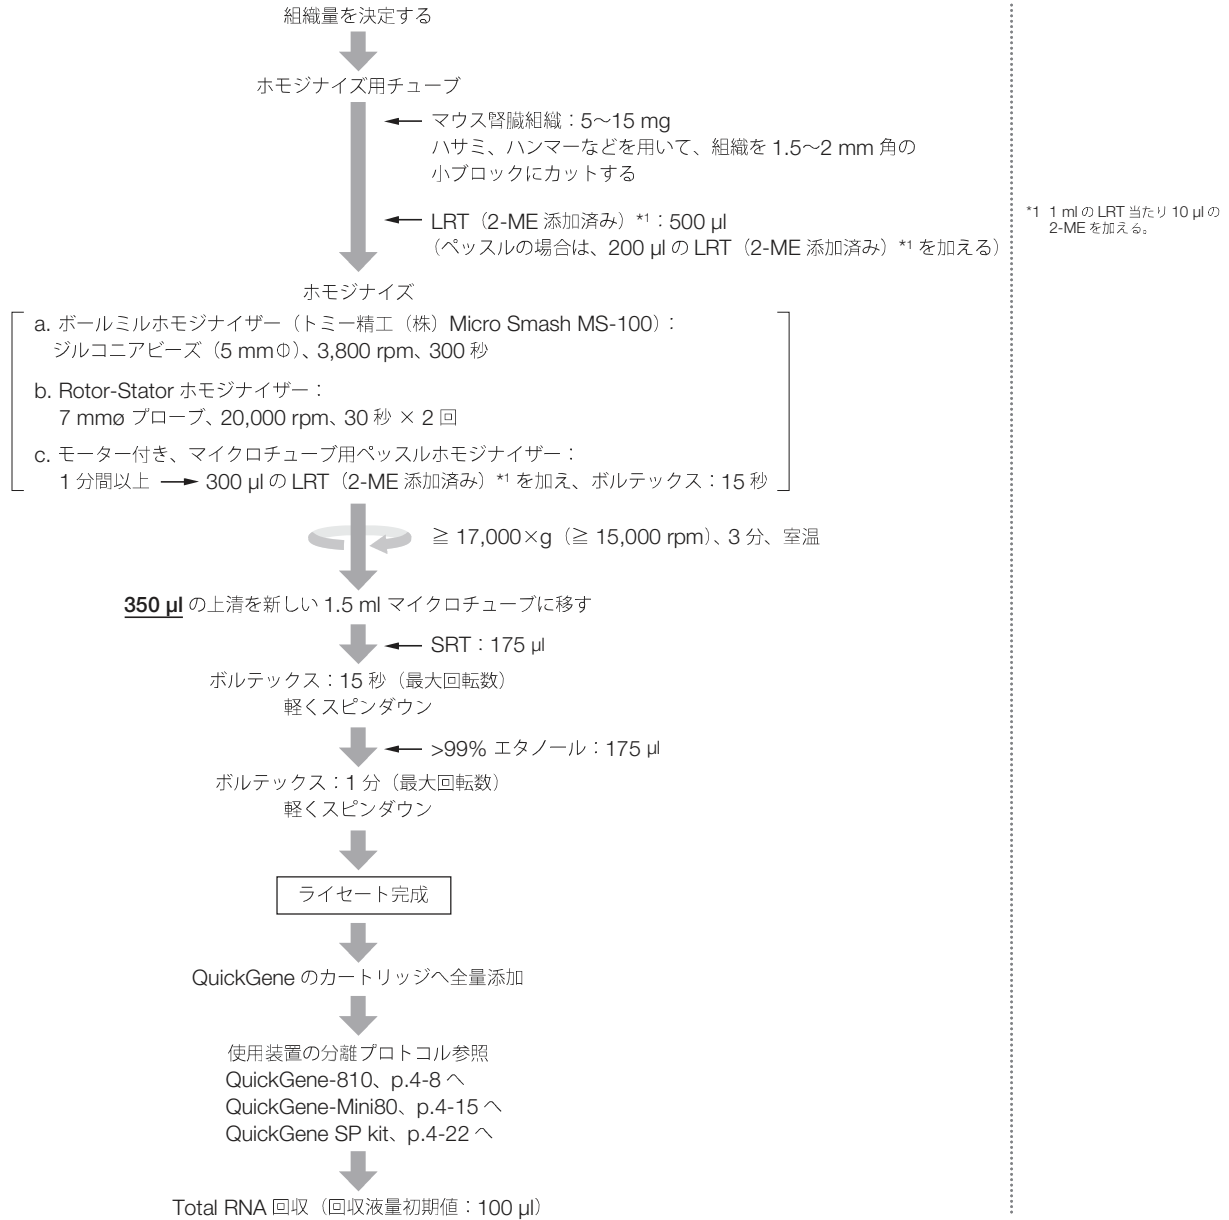 組織量を決定する
ホモジナイズ用チューブ
マウス腎臓組織：5～15 mg
ハサミ、ハンマーなどを用いて、組織を 1.5～2 mm 角の
小ブロックにカットする
LRT（2-ME 添加済み）*1：500 μl
（ペッスルの場合は、200 μl の LRT（2-ME 添加済み）*1 を加える）
*1 1 ml の LRT 当たり 10 μl の
2-ME を加える。
ホモジナイズ
a. ボールミルホモジナイザー（トミー精工（株）Micro Smash MS-100）：
ジルコニアビーズ（5 mmΦ）、3,800 rpm、300 秒
b. Rotor-Stator ホモジナイザー：
7 mmø プローブ、20,000 rpm、30 秒 × 2 回
c. モーター付き、マイクロチューブ用ペッスルホモジナイザー：
1 分間以上 → 300 μl の LRT（2-ME 添加済み）*1 を加え、ボルテックス：15 秒
≧ 17,000×g（≧ 15,000 rpm）、3 分、室温
350 μl の上清を新しい 1.5 ml マイクロチューブに移す
SRT：175 μl
ボルテックス：15 秒（最大回転数）
軽くスピンダウン
>99% エタノール：175 μl
ボルテックス：1 分（最大回転数）
軽くスピンダウン
ライセート完成
QuickGene のカートリッジへ全量添加
使用装置の分離プロトコル参照
QuickGene-810、p.4-8 へ
QuickGene-Mini80、p.4-15 へ
QuickGene SP kit、p.4-22 へ
Total RNA 回収（回収液量初期値：100 μl）